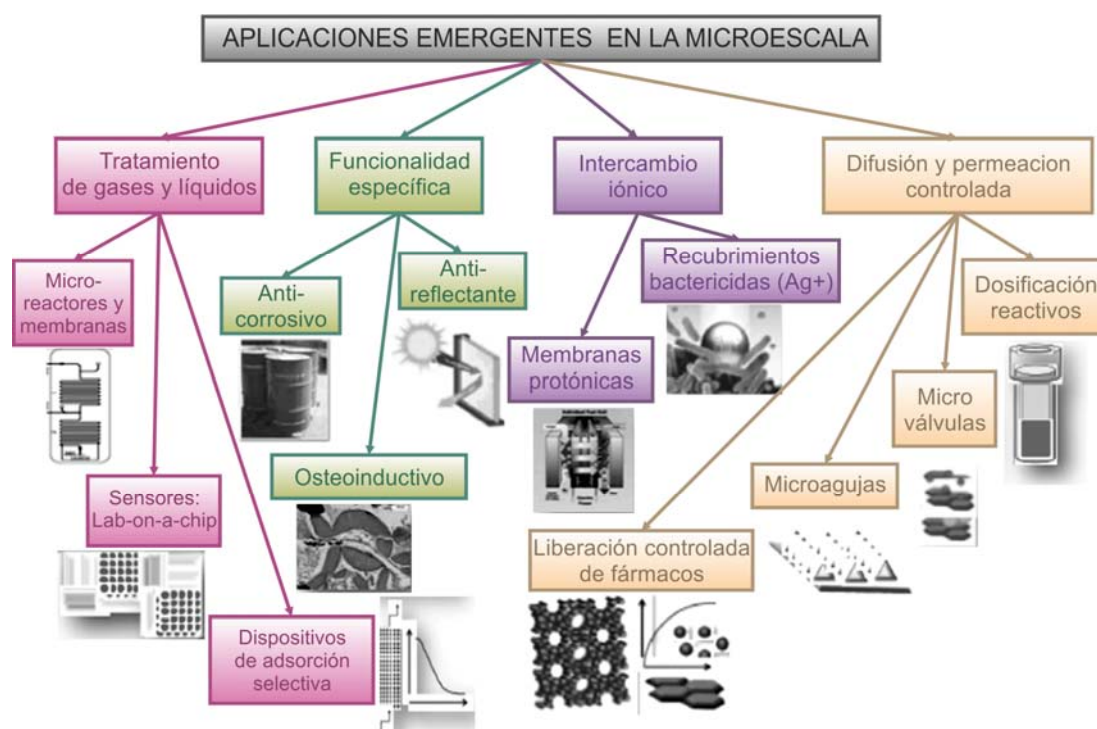 APLICACIONES EMERGENTES EN LA MICROESCALA
Tratamiento
de gases y líquidos
Funcionalidad
específica
Intercambio
iónico
Difusión y permeacion
controlada
Micro-
reactores y
membranas
Anti-
corrosivo
Anti-
reflectante
Recubrimientos
bactericidas (Ag+)
Dosificación
reactivos
Membranas
protónicas
Micro
válvulas
Osteoinductivo
Microagujas
Sensores:
Lab-on-a-chip
Liberación controlada
de fármacos
Dispositivos
de adsorción
selectiva